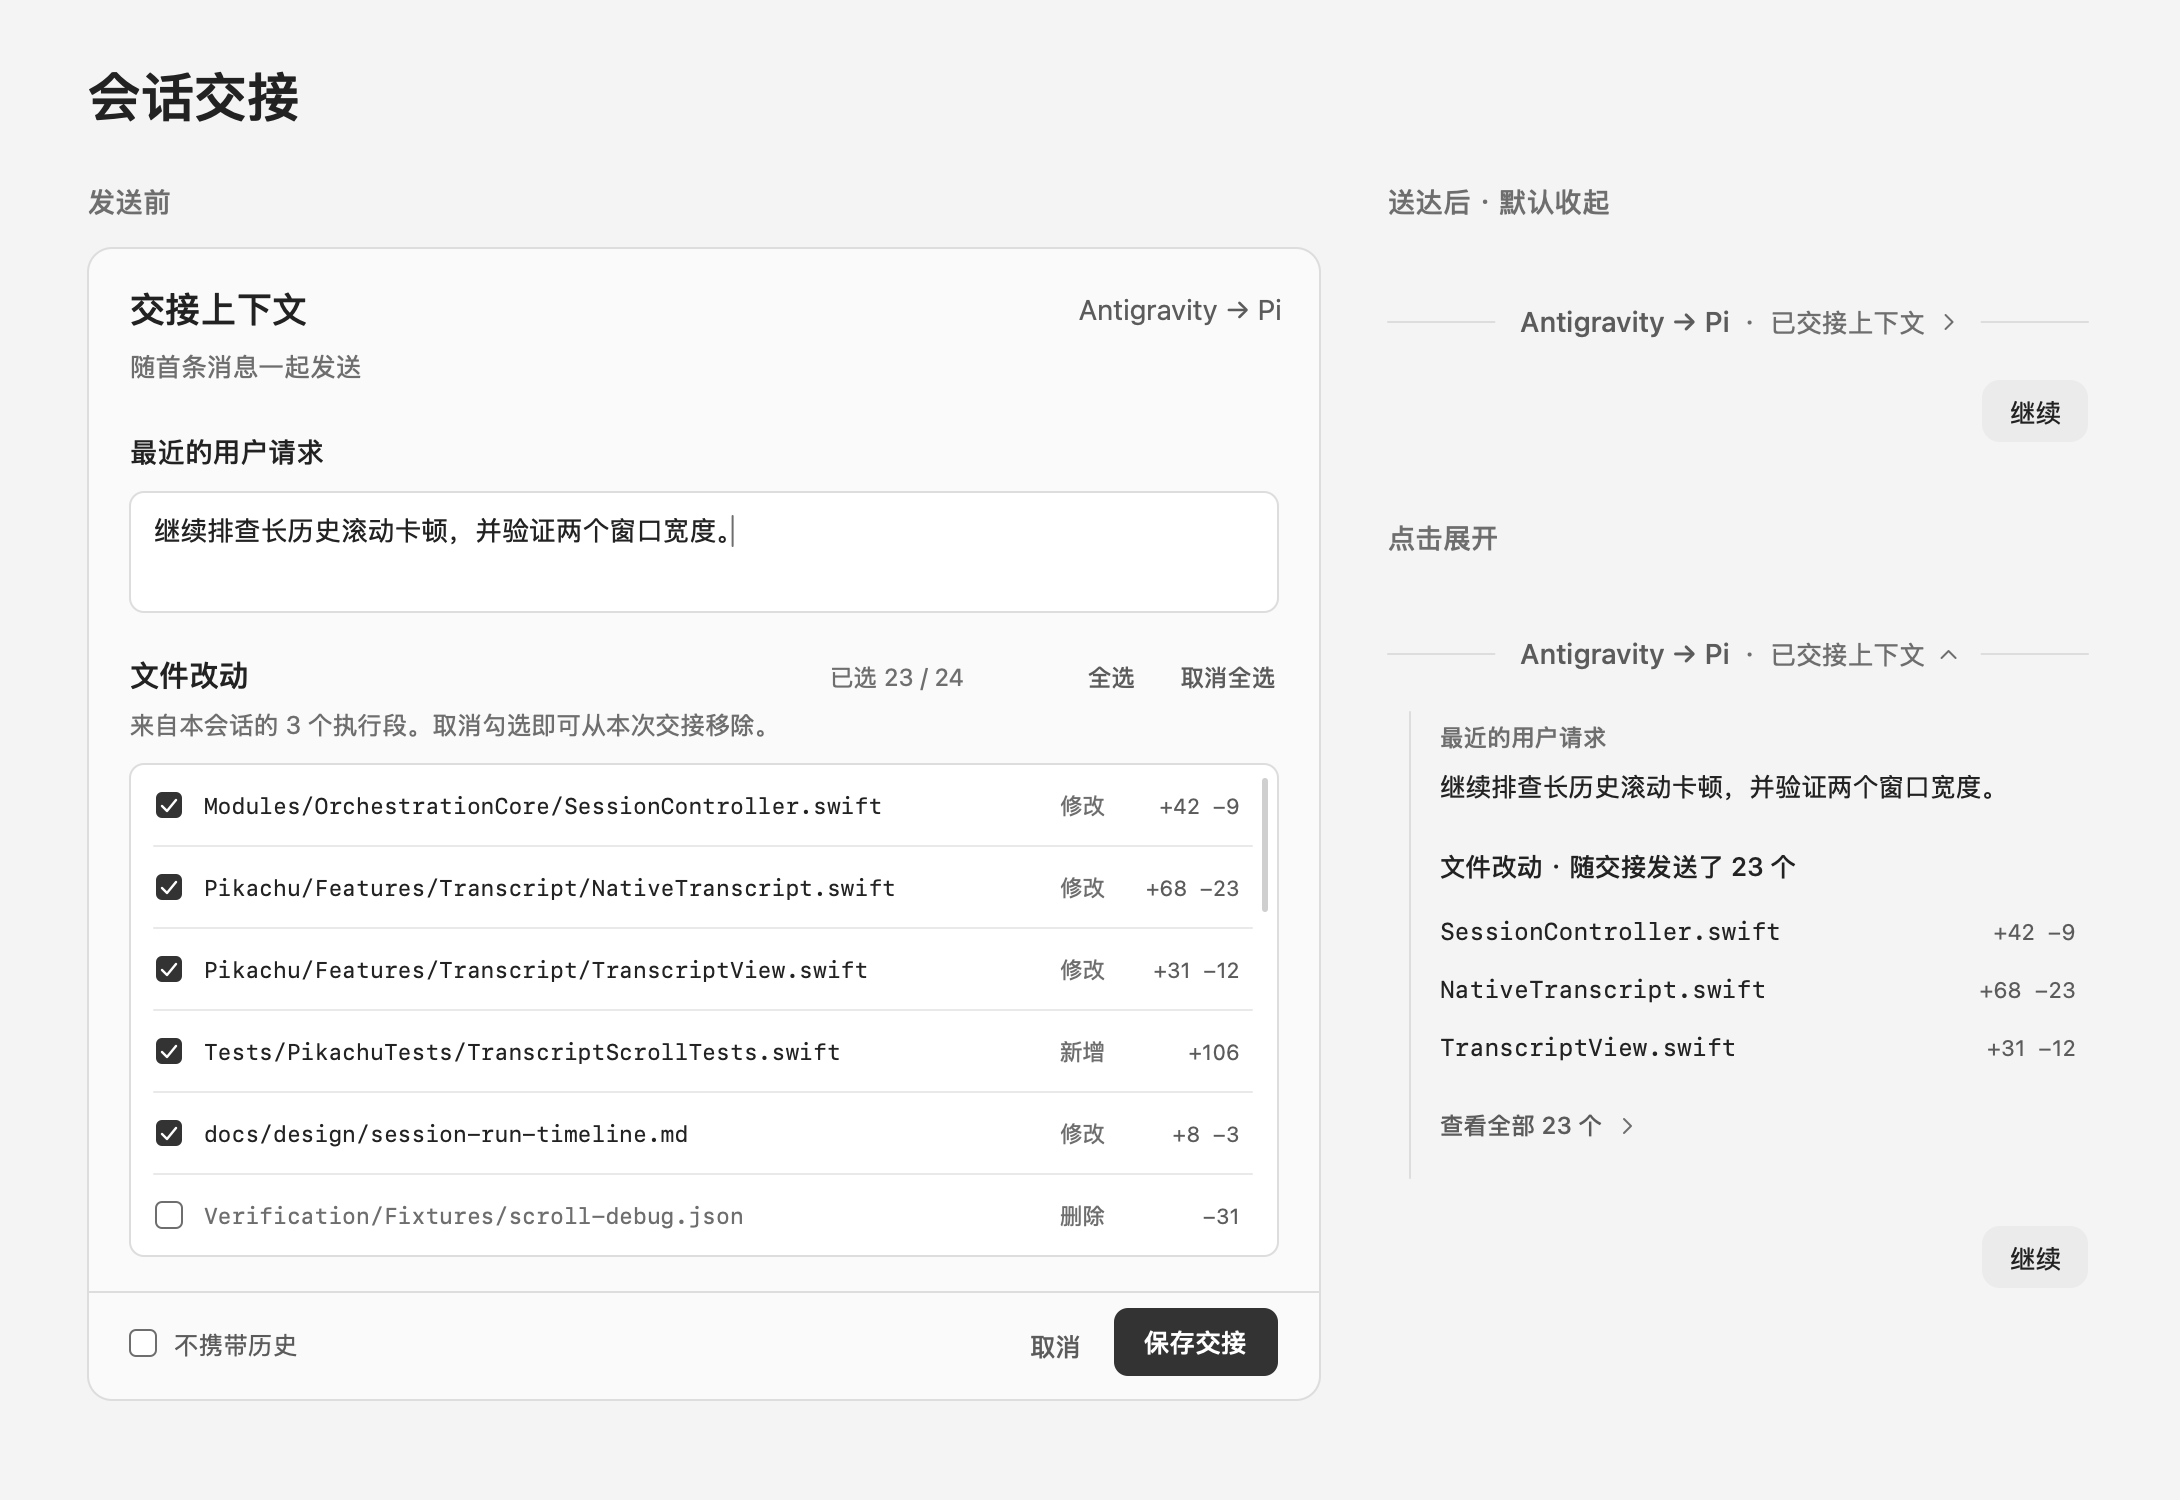 会话交接
发送前
交接上下文
Antigravity → Pi
随首条消息一起发送
最近的用户请求
继续排查长历史滚动卡顿，并验证两个窗口宽度。
文件改动
已选 23 / 24
全选
取消全选
来自本会话的 3 个执行段。取消勾选即可从本次交接移除。
Modules/OrchestrationCore/SessionController.swift 修改 +42 −9
Pikachu/Features/Transcript/NativeTranscript.swift 修改 +68 −23
Pikachu/Features/Transcript/TranscriptView.swift 修改 +31 −12
Tests/PikachuTests/TranscriptScrollTests.swift 新增 +106
docs/design/session-run-timeline.md 修改 +8 −3
Verification/Fixtures/scroll-debug.json 删除 −31
不携带历史
取消
保存交接
送达后 · 默认收起
Antigravity → Pi · 已交接上下文
继续
点击展开
Antigravity → Pi · 已交接上下文
最近的用户请求
继续排查长历史滚动卡顿，并验证两个窗口宽度。
文件改动 · 随交接发送了 23 个
SessionController.swift +42 −9
NativeTranscript.swift +68 −23
TranscriptView.swift +31 −12
查看全部 23 个
继续